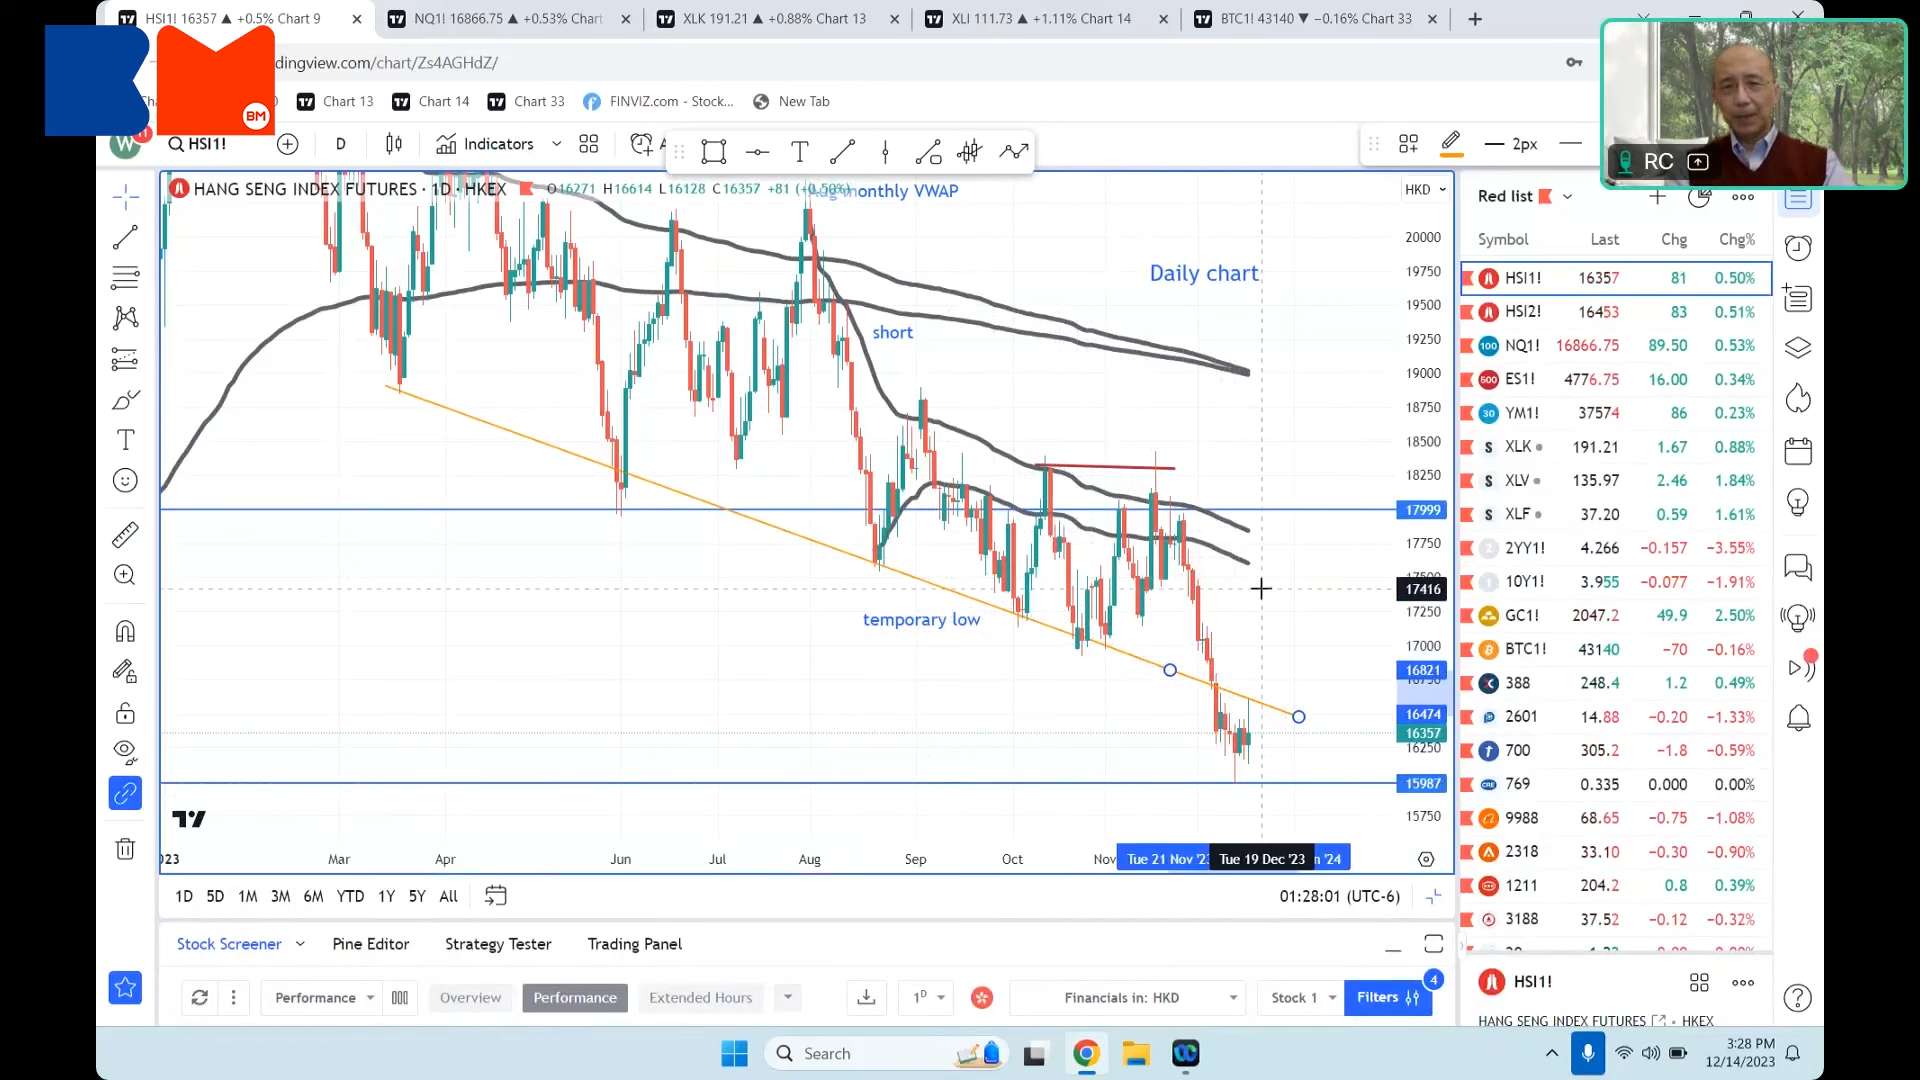 HSI1! 16357 ▲ +0.5% Chart 9
NQ1! 16866.75 ▲ +0.53% Chart
XLK 191.21 ▲ +0.88% Chart 13
XLI 111.73 ▲ +1.11% Chart 14
BTC1! 43140 ▼ −0.16% Chart 33
dingview.com/chart/Zs4AGHdZ/
Chart 13
Chart 14
Chart 33
FINVIZ.com - Stock...
New Tab
BM
RC
W
11
HSI1!
D
Indicators
T
2px
HANG SENG INDEX FUTURES · 1D · HKEX
O16271 H16614 L16128 C16357 +81 (+0.50%)
monthly VWAP
HKD
Daily chart
short
temporary low
20000
19750
19500
19250
19000
18750
18500
18250
17999
17750
17416
17250
17000
16821
16474
16357
16250
15987
15750
023
Mar
Apr
Jun
Jul
Aug
Sep
Oct
Nov
Tue 21 Nov '23
Tue 19 Dec '23
n '24
1D 5D 1M 3M 6M YTD 1Y 5Y All
01:28:01 (UTC-6)
Stock Screener
Pine Editor
Strategy Tester
Trading Panel
Performance
Overview
Performance
Extended Hours
1D
Financials in: HKD
Stock 1
Filters
4
Red list
Symbol Last Chg Chg%
HSI1! 16357 81 0.50%
HSI2! 16453 83 0.51%
100 NQ1! 16866.75 89.50 0.53%
500 ES1! 4776.75 16.00 0.34%
30 YM1! 37574 86 0.23%
S XLK 191.21 1.67 0.88%
S XLV 135.97 2.46 1.84%
S XLF 37.20 0.59 1.61%
2 2YY1! 4.266 −0.157 −3.55%
1 10Y1! 3.955 −0.077 −1.91%
GC1! 2047.2 49.9 2.50%
BTC1! 43140 −70 −0.16%
388 248.4 1.2 0.49%
2601 14.88 −0.20 −1.33%
700 305.2 −1.8 −0.59%
769 0.335 0.000 0.00%
9988 68.65 −0.75 −1.08%
2318 33.10 −0.30 −0.90%
1211 204.2 0.8 0.39%
3188 37.52 −0.12 −0.32%
HSI1!
HANG SENG INDEX FUTURES · HKEX
Search
3:28 PM
12/14/2023